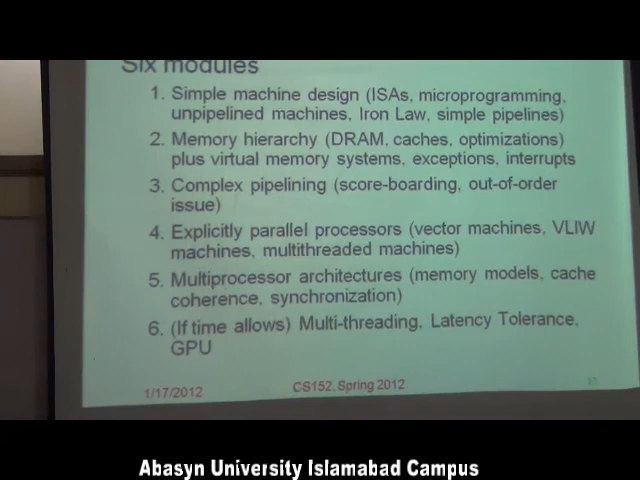 Six modules
1. Simple machine design (ISAs, microprogramming,
unpipelined machines, Iron Law, simple pipelines)
2. Memory hierarchy (DRAM, caches, optimizations)
plus virtual memory systems, exceptions, interrupts
3. Complex pipelining (score-boarding, out-of-order
issue)
4. Explicitly parallel processors (vector machines, VLIW
machines, multithreaded machines)
5. Multiprocessor architectures (memory models, cache
coherence, synchronization)
6. (If time allows) Multi-threading, Latency Tolerance,
GPU
1/17/2012
CS152, Spring 2012
Abasyn University Islamabad Campus